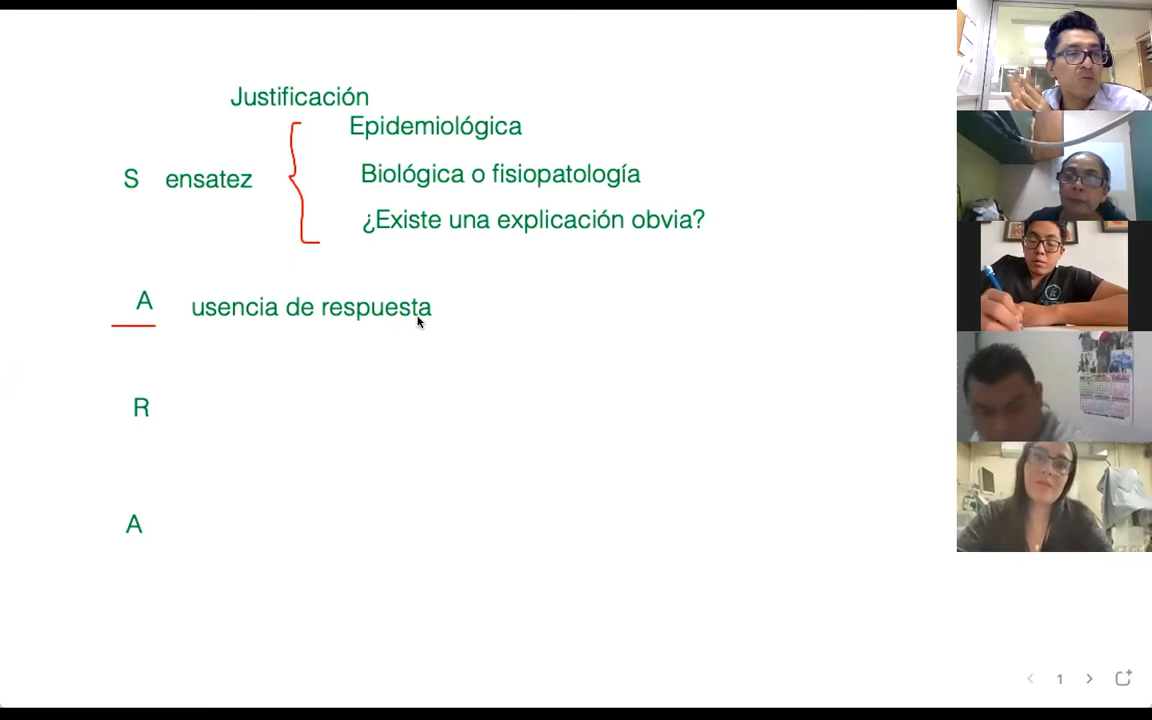 Justificación
Epidemiológica
S ensatez
Biológica o fisiopatología
¿Existe una explicación obvia?
A usencia de respuesta
R
A
1